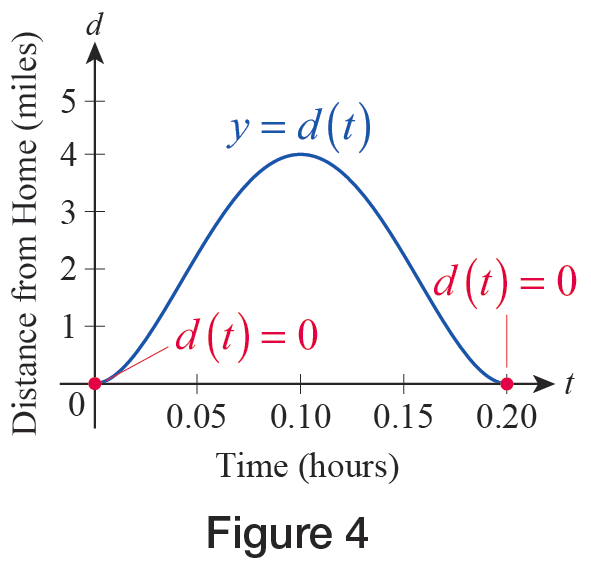 d
Distance from Home (miles)
5
4
3
2
1
0
y = d(t)
d(t) = 0
d(t) = 0
t
0.05 0.10 0.15 0.20
Time (hours)
Figure 4